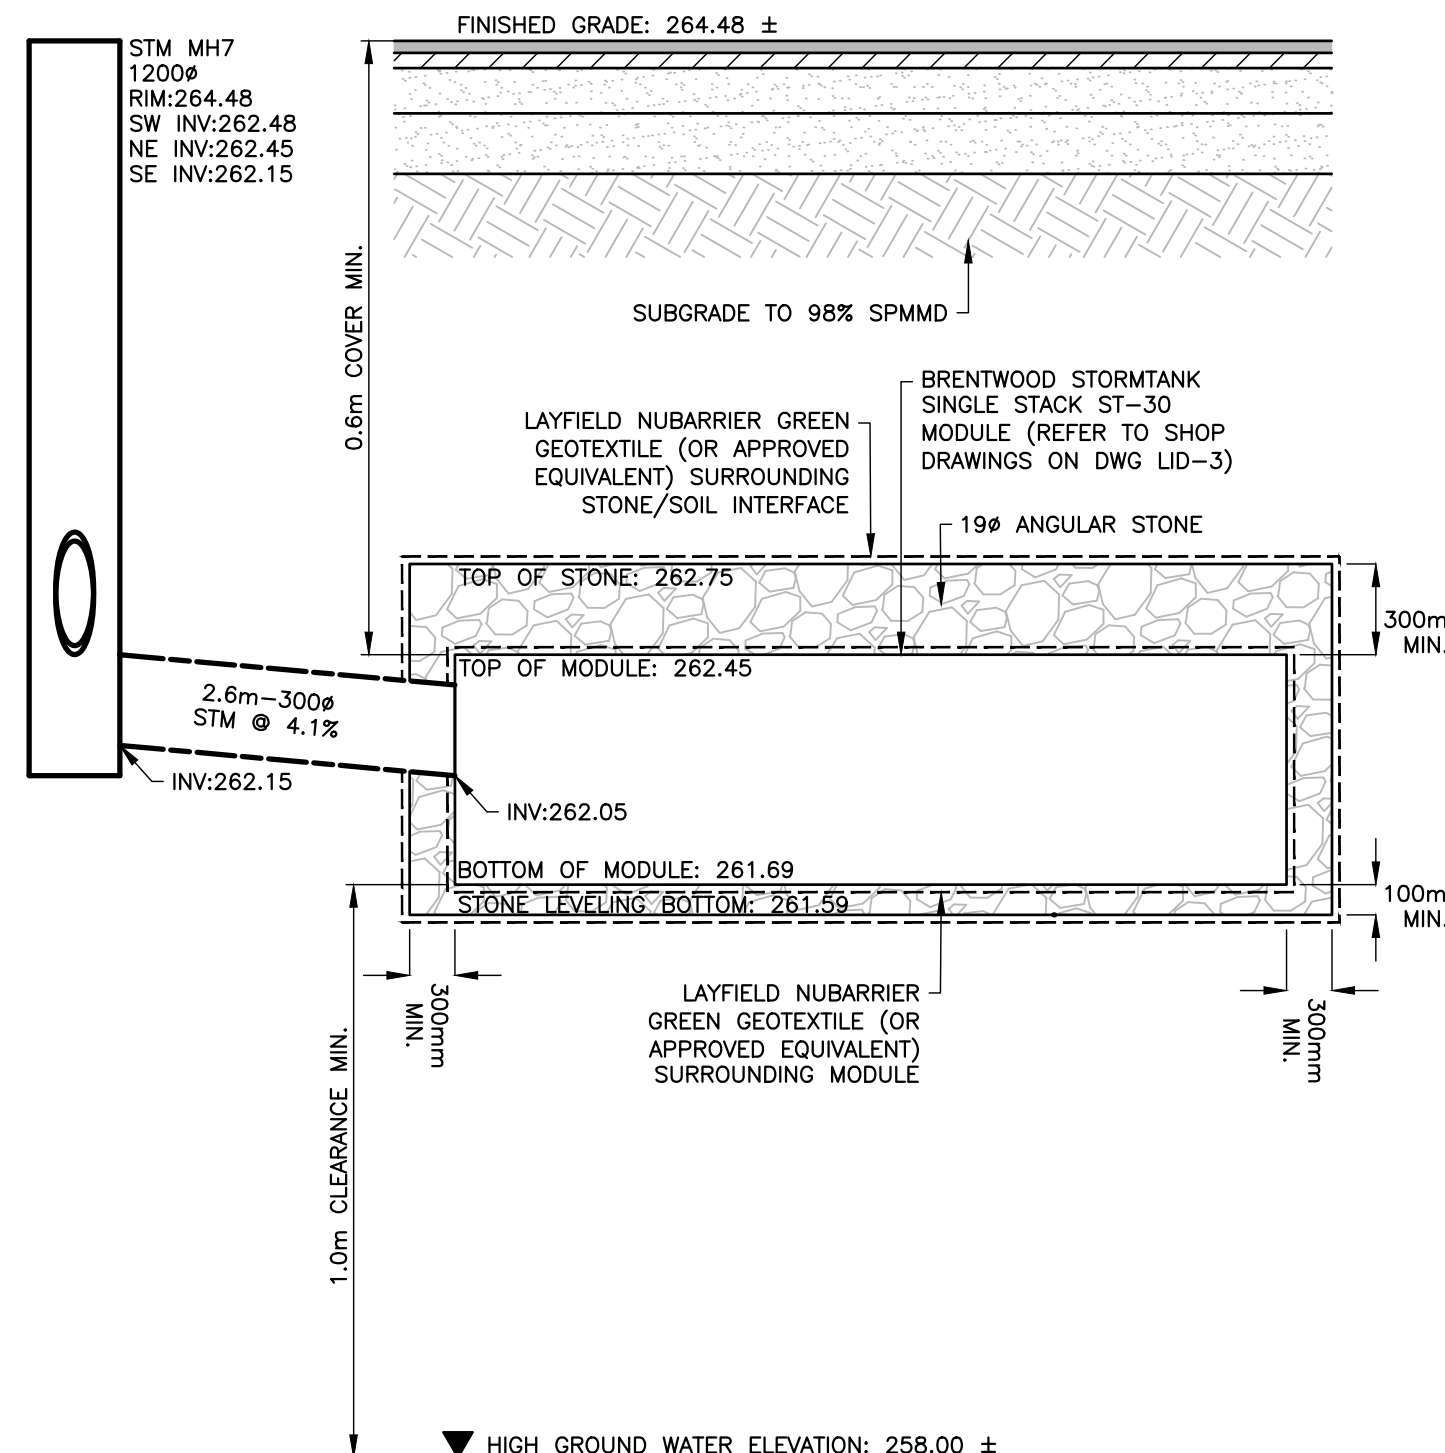 FINISHED GRADE: 264.48 ±
STM MH7
1200ø
RIM:264.48
SW INV:262.48
NE INV:262.45
SE INV:262.15
0.6m COVER MIN.
SUBGRADE TO 98% SPMMD
BRENTWOOD STORMTANK
SINGLE STACK ST-30
MODULE (REFER TO SHOP
DRAWINGS ON DWG LID-3)
LAYFIELD NUBARRIER GREEN
GEOTEXTILE (OR APPROVED
EQUIVALENT) SURROUNDING
STONE/SOIL INTERFACE
19ø ANGULAR STONE
TOP OF STONE: 262.75
300m
MIN.
TOP OF MODULE: 262.45
2.6m-300ø
STM @ 4.1%
INV:262.15
INV:262.05
BOTTOM OF MODULE: 261.69
STONE LEVELING BOTTOM: 261.59
100m
MIN.
300mm
MIN.
LAYFIELD NUBARRIER
GREEN GEOTEXTILE (OR
APPROVED EQUIVALENT)
SURROUNDING MODULE
300mm
MIN.
1.0m CLEARANCE MIN.
HIGH GROUND WATER ELEVATION: 258.00 ±